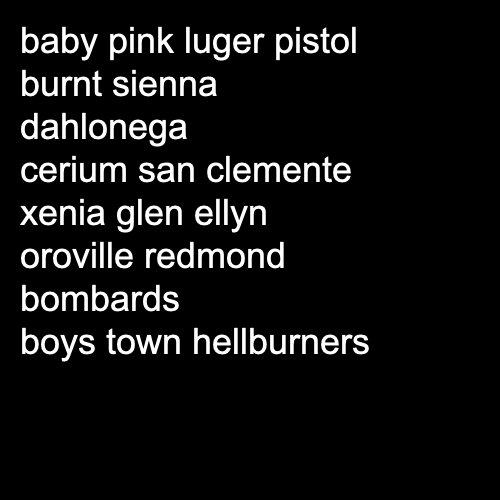 baby pink luger pistol
burnt sienna
dahlonega
cerium san clemente
xenia glen ellyn
oroville redmond
bombards
boys town hellburners